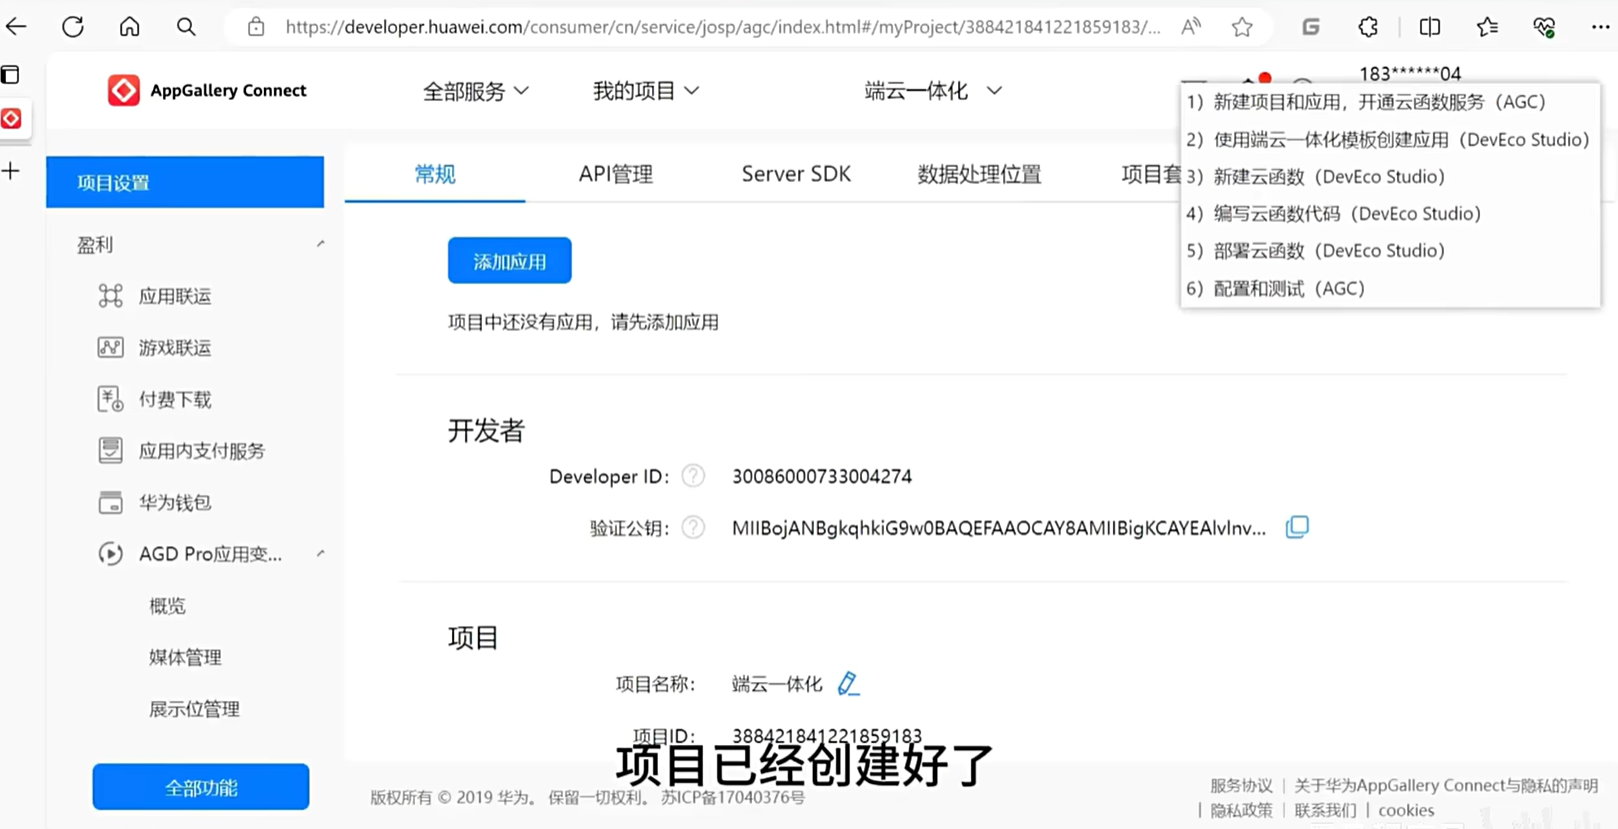 https://developer.huawei.com/consumer/cn/service/josp/agc/index.html#/myProject/388421841221859183/...
AppGallery Connect
全部服务
我的项目
端云一体化
183******04
1）新建项目和应用，开通云函数服务（AGC）
2）使用端云一体化模板创建应用（DevEco Studio）
3）新建云函数（DevEco Studio）
4）编写云函数代码（DevEco Studio）
5）部署云函数（DevEco Studio）
6）配置和测试（AGC）
项目设置
盈利
应用联运
游戏联运
付费下载
应用内支付服务
华为钱包
AGD Pro应用变...
概览
媒体管理
展示位管理
全部功能
常规
API管理
Server SDK
数据处理位置
项目套
添加应用
项目中还没有应用，请先添加应用
开发者
Developer ID：
30086000733004274
验证公钥：
MIIBojANBgkqhkiG9w0BAQEFAAOCAY8AMIIBigKCAYEAlvlnv...
项目
项目名称：
端云一体化
项目ID：
388421841221859183
项目已经创建好了
版权所有 © 2019 华为。 保留一切权利。 苏ICP备17040376号
服务协议 | 关于华为AppGallery Connect与隐私的声明
| 隐私政策 | 联系我们 | cookies